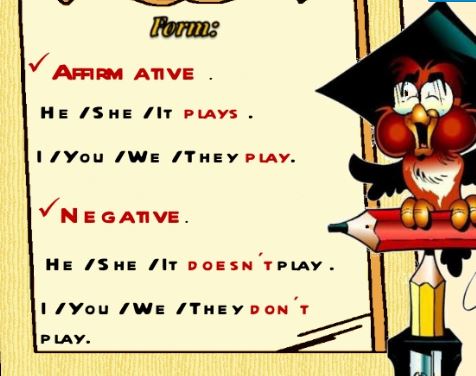 Form:
✓ AFFIRMATIVE .
HE /SHE /IT PLAYS .
I /YOU /WE /THEY PLAY.
✓ NEGATIVE.
HE /SHE /IT DOESN´T PLAY .
I /YOU /WE /THEY DON´T
PLAY.